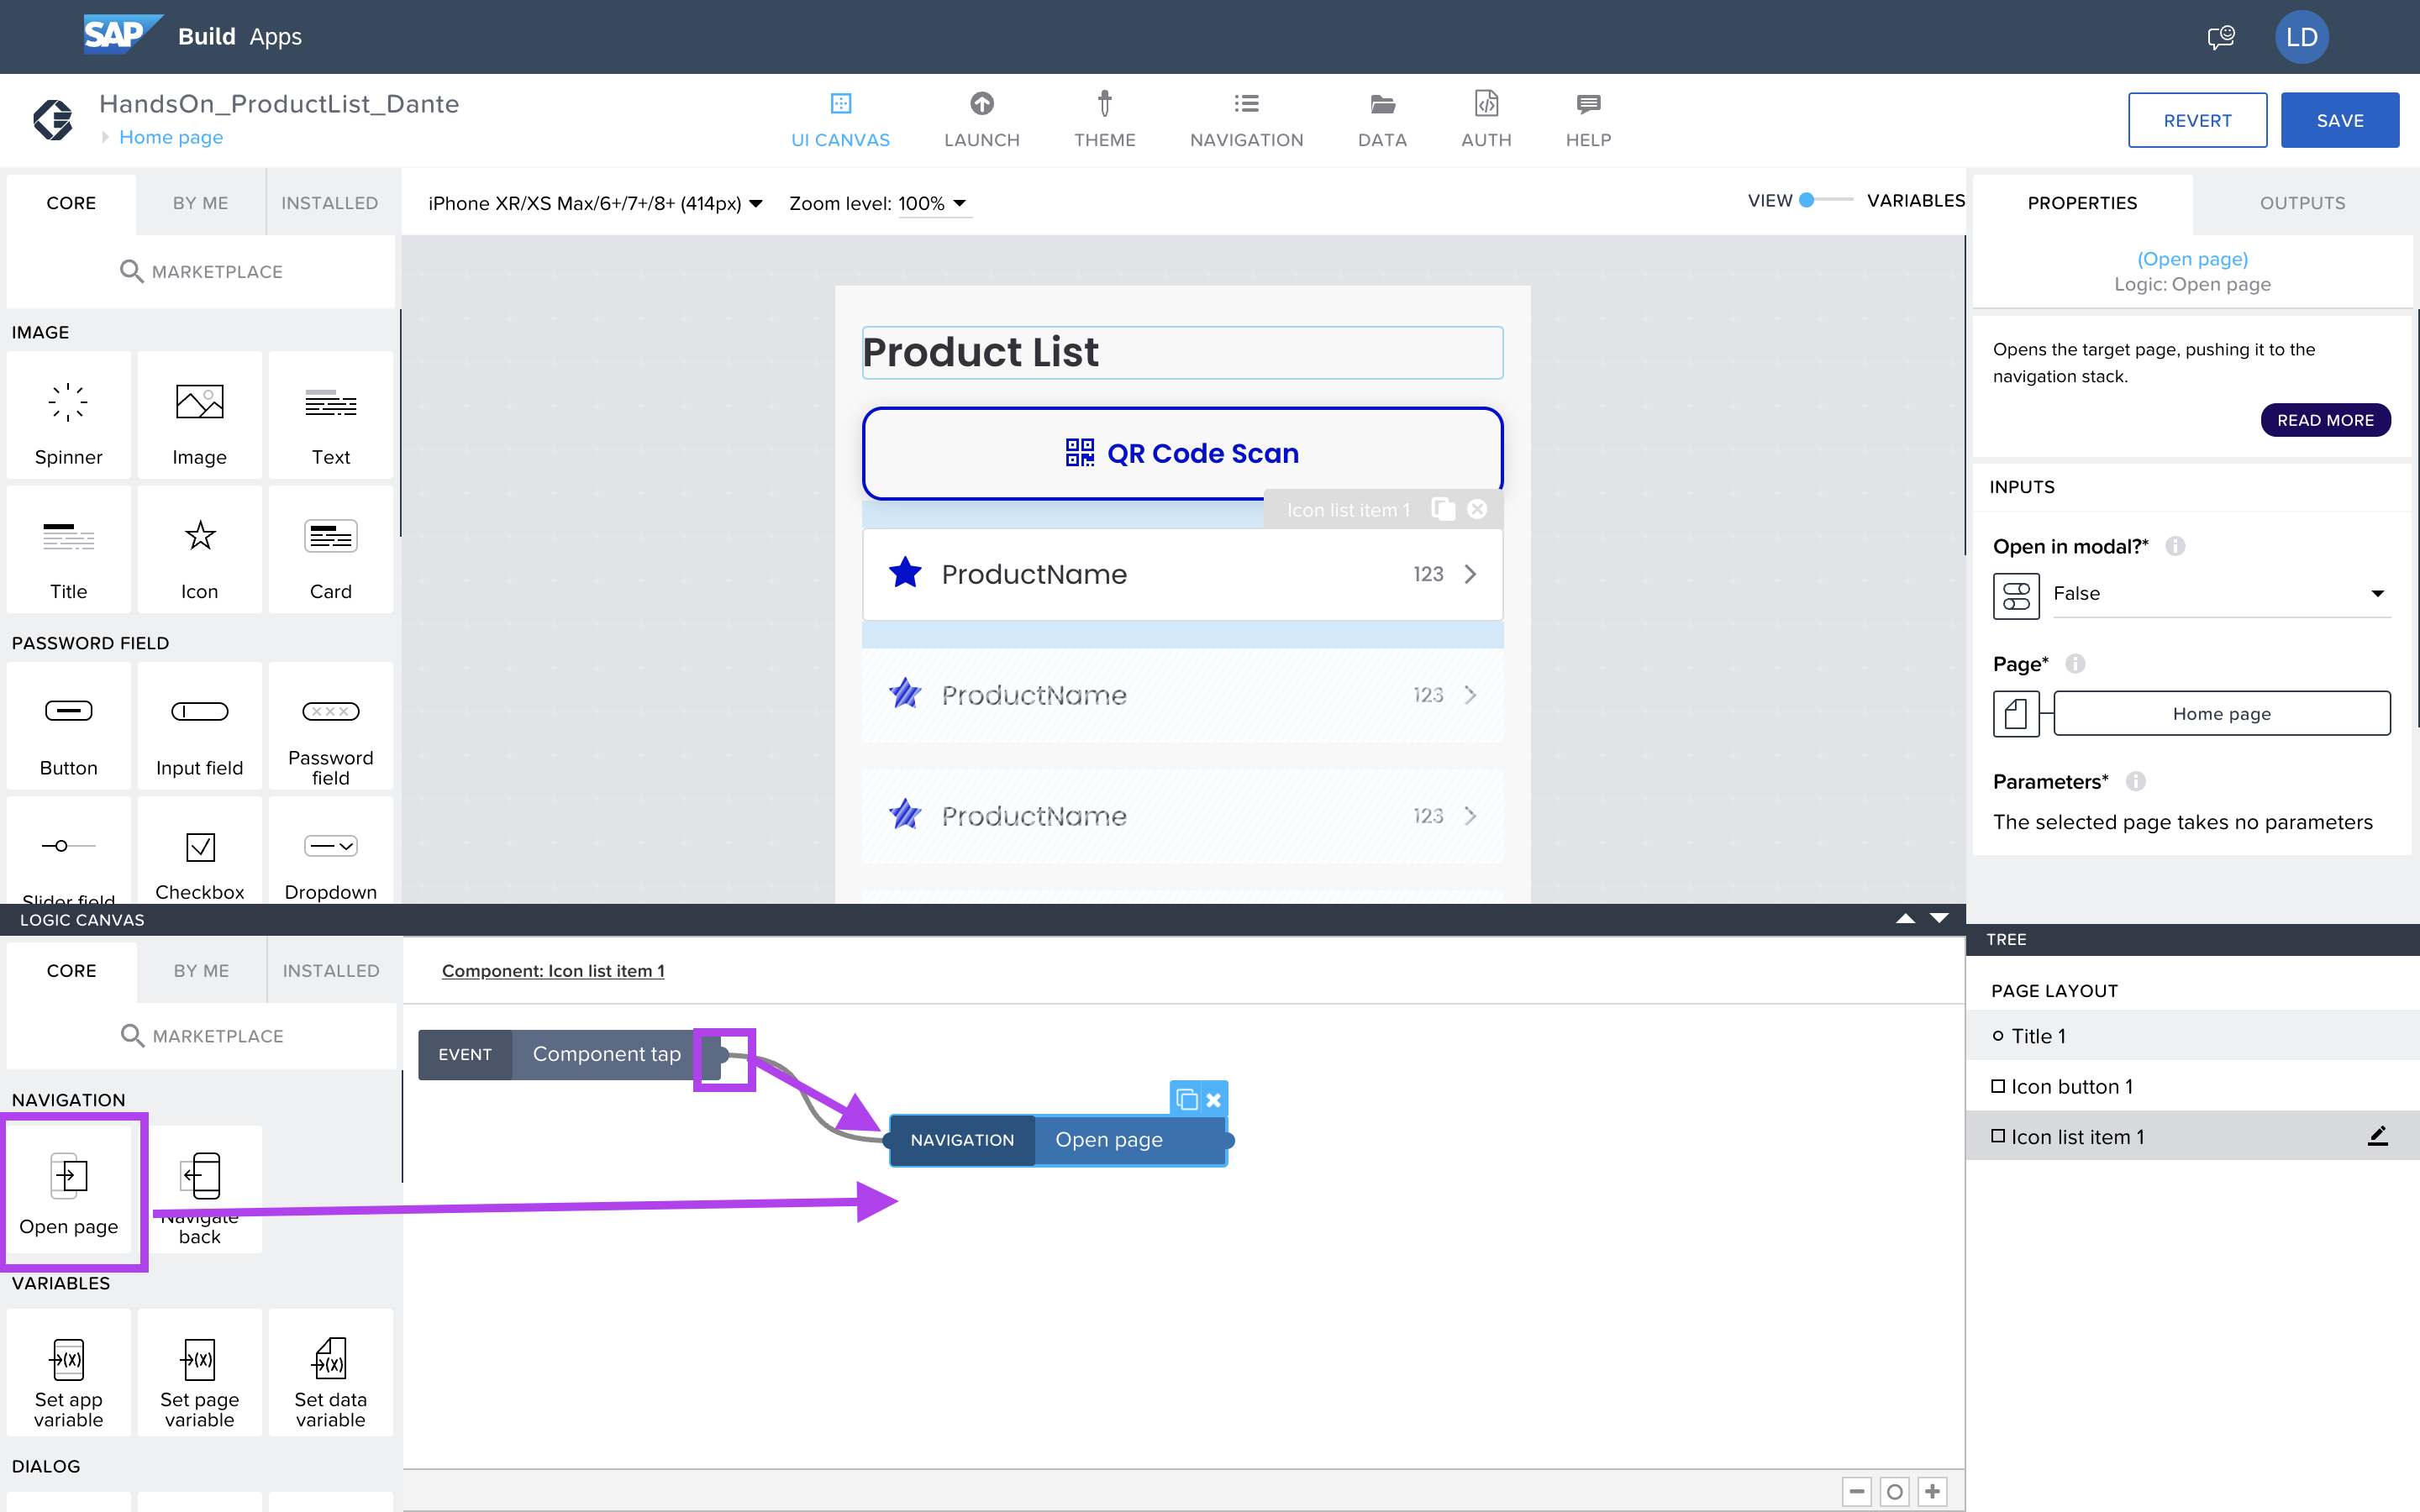 SAP Build Apps
LD
HandsOn_ProductList_Dante
Home page
UI CANVAS
LAUNCH
THEME
NAVIGATION
DATA
AUTH
HELP
REVERT
SAVE
CORE
BY ME
INSTALLED
MARKETPLACE
iPhone XR/XS Max/6+/7+/8+ (414px)
Zoom level: 100%
VIEW
VARIABLES
PROPERTIES
OUTPUTS
IMAGE
Spinner
Image
Text
Title
Icon
Card
PASSWORD FIELD
Button
Input field
Password
field
Slider field
Checkbox
Dropdown
Product List
QR Code Scan
Icon list item 1
ProductName 123
ProductName 123
ProductName 123
(Open page)
Logic: Open page
Opens the target page, pushing it to the
navigation stack.
READ MORE
INPUTS
Open in modal?*
False
Page*
Home page
Parameters*
The selected page takes no parameters
LOGIC CANVAS
CORE
BY ME
INSTALLED
MARKETPLACE
NAVIGATION
Open page
Navigate
back
VARIABLES
Set app
variable
Set page
variable
Set data
variable
DIALOG
Component: Icon list item 1
EVENT Component tap
NAVIGATION Open page
TREE
PAGE LAYOUT
Title 1
Icon button 1
Icon list item 1